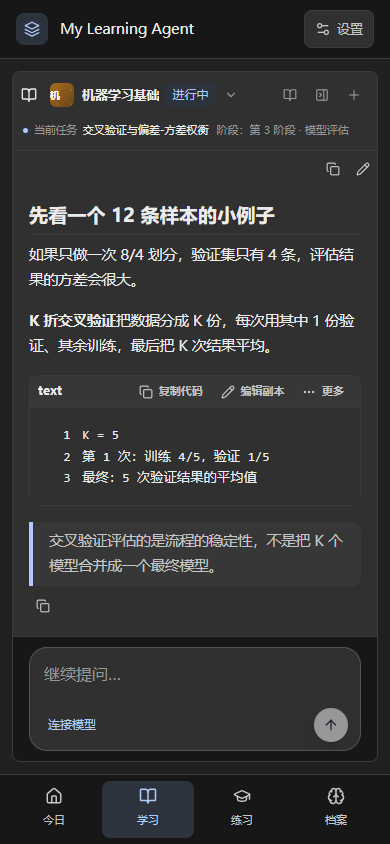 My Learning Agent
设置
机
机器学习基础
进行中
当前任务 交叉验证与偏差-方差权衡 阶段：第 3 阶段 · 模型评估
先看一个 12 条样本的小例子
如果只做一次 8/4 划分，验证集只有 4 条，评估结
果的方差会很大。
K 折交叉验证把数据分成 K 份，每次用其中 1 份验
证、其余训练，最后把 K 次结果平均。
text 复制代码 编辑副本 更多
1 K = 5
2 第 1 次：训练 4/5，验证 1/5
3 最终：5 次验证结果的平均值
交叉验证评估的是流程的稳定性，不是把 K 个
模型合并成一个最终模型。
继续提问...
连接模型
今日 学习 练习 档案